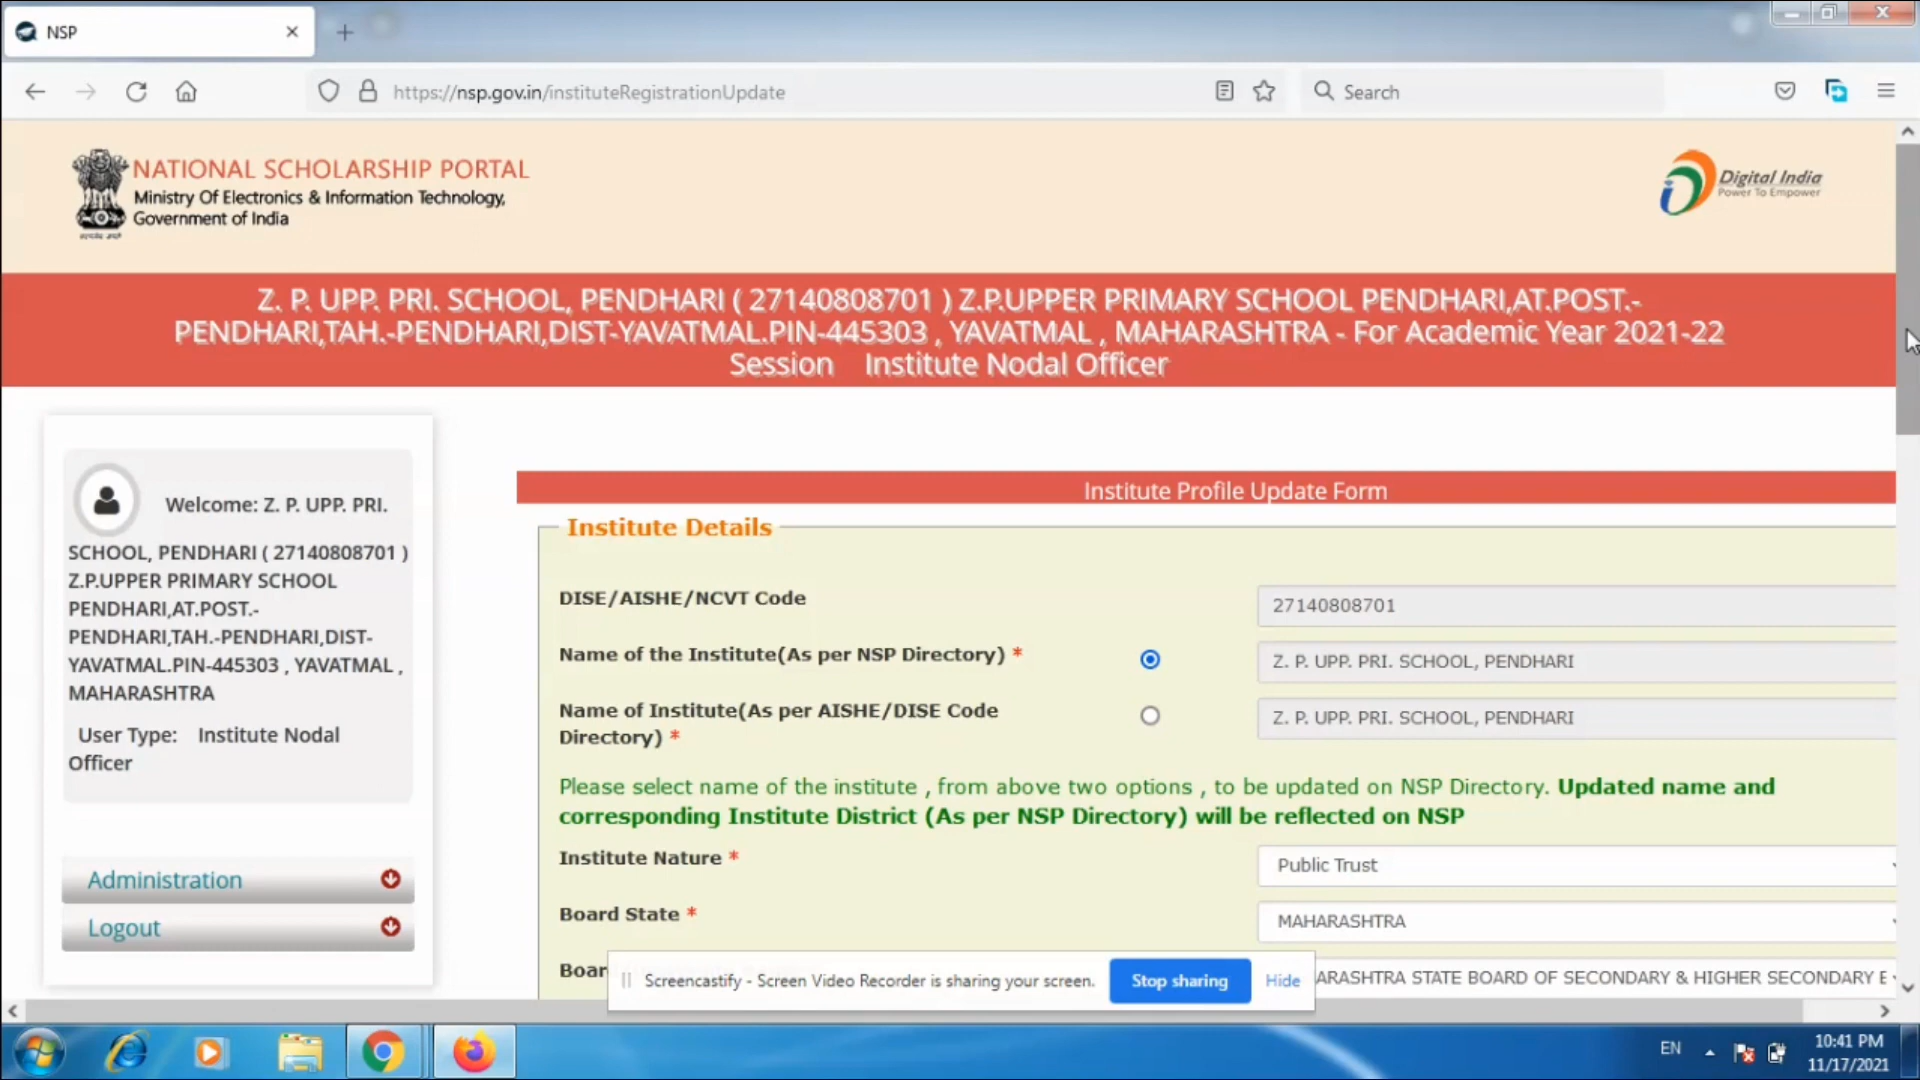 NSP
https://nsp.gov.in/instituteRegistrationUpdate
Search
NATIONAL SCHOLARSHIP PORTAL
Ministry Of Electronics & Information Technology,
Government of India
Digital India
Power To Empower
Z. P. UPP. PRI. SCHOOL, PENDHARI ( 27140808701 ) Z.P.UPPER PRIMARY SCHOOL PENDHARI,AT.POST.-
PENDHARI,TAH.-PENDHARI,DIST-YAVATMAL.PIN-445303 , YAVATMAL , MAHARASHTRA - For Academic Year 2021-22
Session Institute Nodal Officer
Welcome: Z. P. UPP. PRI.
SCHOOL, PENDHARI ( 27140808701 )
Z.P.UPPER PRIMARY SCHOOL
PENDHARI,AT.POST.-
PENDHARI,TAH.-PENDHARI,DIST-
YAVATMAL.PIN-445303 , YAVATMAL ,
MAHARASHTRA
User Type: Institute Nodal
Officer
Administration
Logout
Institute Profile Update Form
Institute Details
DISE/AISHE/NCVT Code
27140808701
Name of the Institute(As per NSP Directory) *
Z. P. UPP. PRI. SCHOOL, PENDHARI
Name of Institute(As per AISHE/DISE Code
Directory) *
Z. P. UPP. PRI. SCHOOL, PENDHARI
Please select name of the institute , from above two options , to be updated on NSP Directory. Updated name and
corresponding Institute District (As per NSP Directory) will be reflected on NSP
Institute Nature *
Public Trust
Board State *
MAHARASHTRA
Boar
ARASHTRA STATE BOARD OF SECONDARY & HIGHER SECONDARY E
Screencastify - Screen Video Recorder is sharing your screen.
Stop sharing
Hide
EN
10:41 PM
11/17/2021